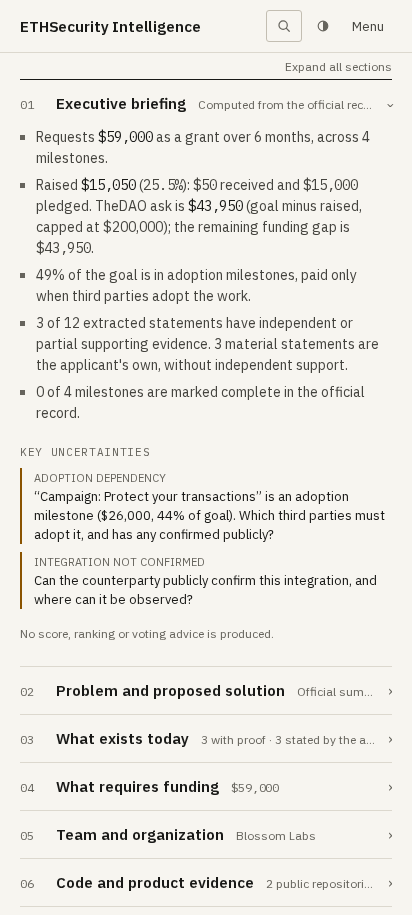 ETHSecurity Intelligence
Menu
Expand all sections
01 Executive briefing Computed from the official rec...
Requests $59,000 as a grant over 6 months, across 4
milestones.
Raised $15,050 (25.5%): $50 received and $15,000
pledged. TheDAO ask is $43,950 (goal minus raised,
capped at $200,000); the remaining funding gap is
$43,950.
49% of the goal is in adoption milestones, paid only
when third parties adopt the work.
3 of 12 extracted statements have independent or
partial supporting evidence. 3 material statements are
the applicant's own, without independent support.
0 of 4 milestones are marked complete in the official
record.
KEY UNCERTAINTIES
ADOPTION DEPENDENCY
“Campaign: Protect your transactions” is an adoption
milestone ($26,000, 44% of goal). Which third parties must
adopt it, and has any confirmed publicly?
INTEGRATION NOT CONFIRMED
Can the counterparty publicly confirm this integration, and
where can it be observed?
No score, ranking or voting advice is produced.
02 Problem and proposed solution Official sum...
03 What exists today 3 with proof · 3 stated by the a...
04 What requires funding $59,000
05 Team and organization Blossom Labs
06 Code and product evidence 2 public repositori...